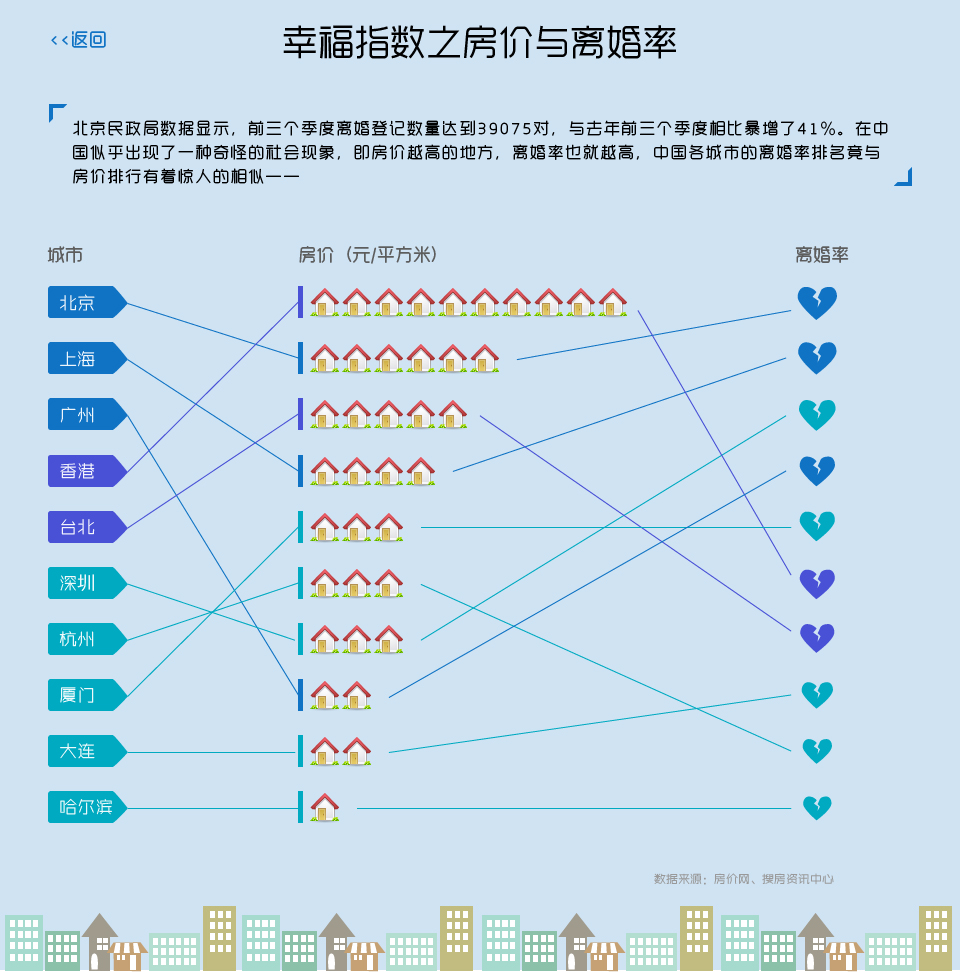 <<返回
幸福指数之房价与离婚率
北京民政局数据显示，前三个季度离婚登记数量达到39075对，与去年前三个季度相比暴增了41%。在中
国似乎出现了一种奇怪的社会现象，即房价越高的地方，离婚率也就越高，中国各城市的离婚率排名竟与
房价排行有着惊人的相似一一
城市
房价（元/平方米）
离婚率
北京
上海
广州
香港
台北
深圳
杭州
厦门
大连
哈尔滨
数据来源：房价网、搜房资讯中心